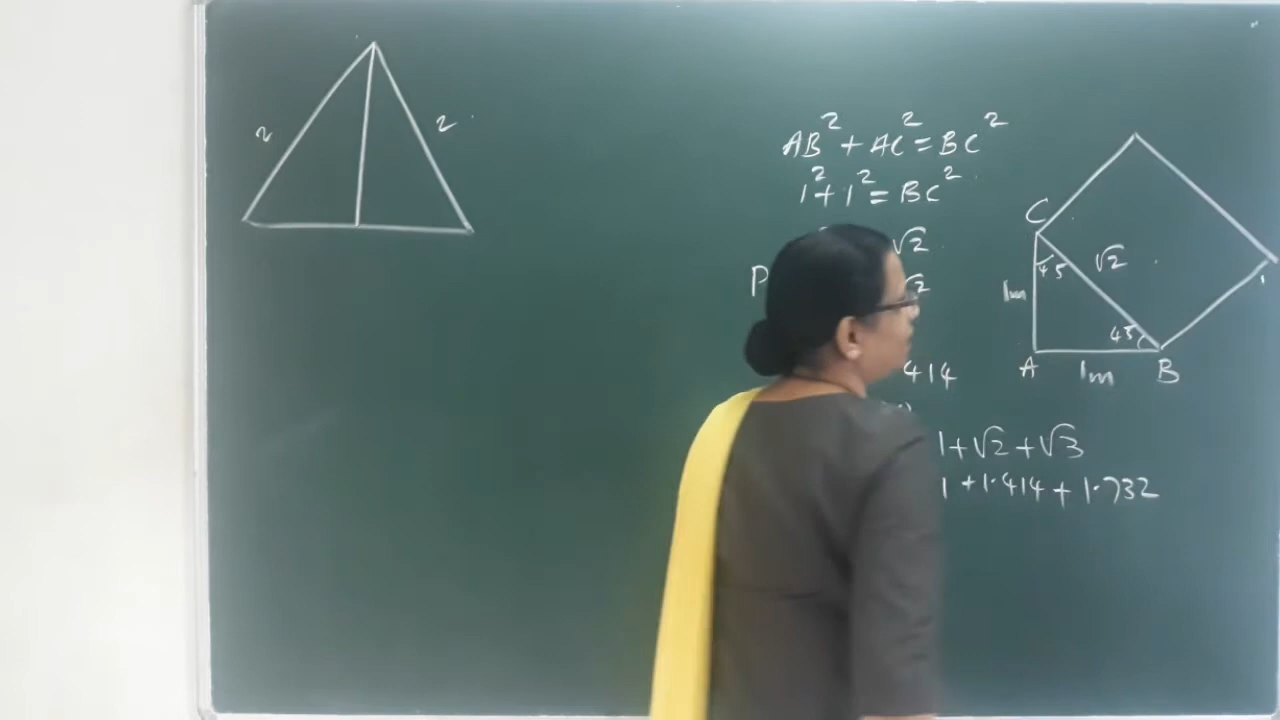 2
2
AB² + AC² = BC²
1² + 1² = BC²
√2
P
√2
414
1+√2+√3
1+1.414+1.732
C
45
√2
1m
45
A
1m
B